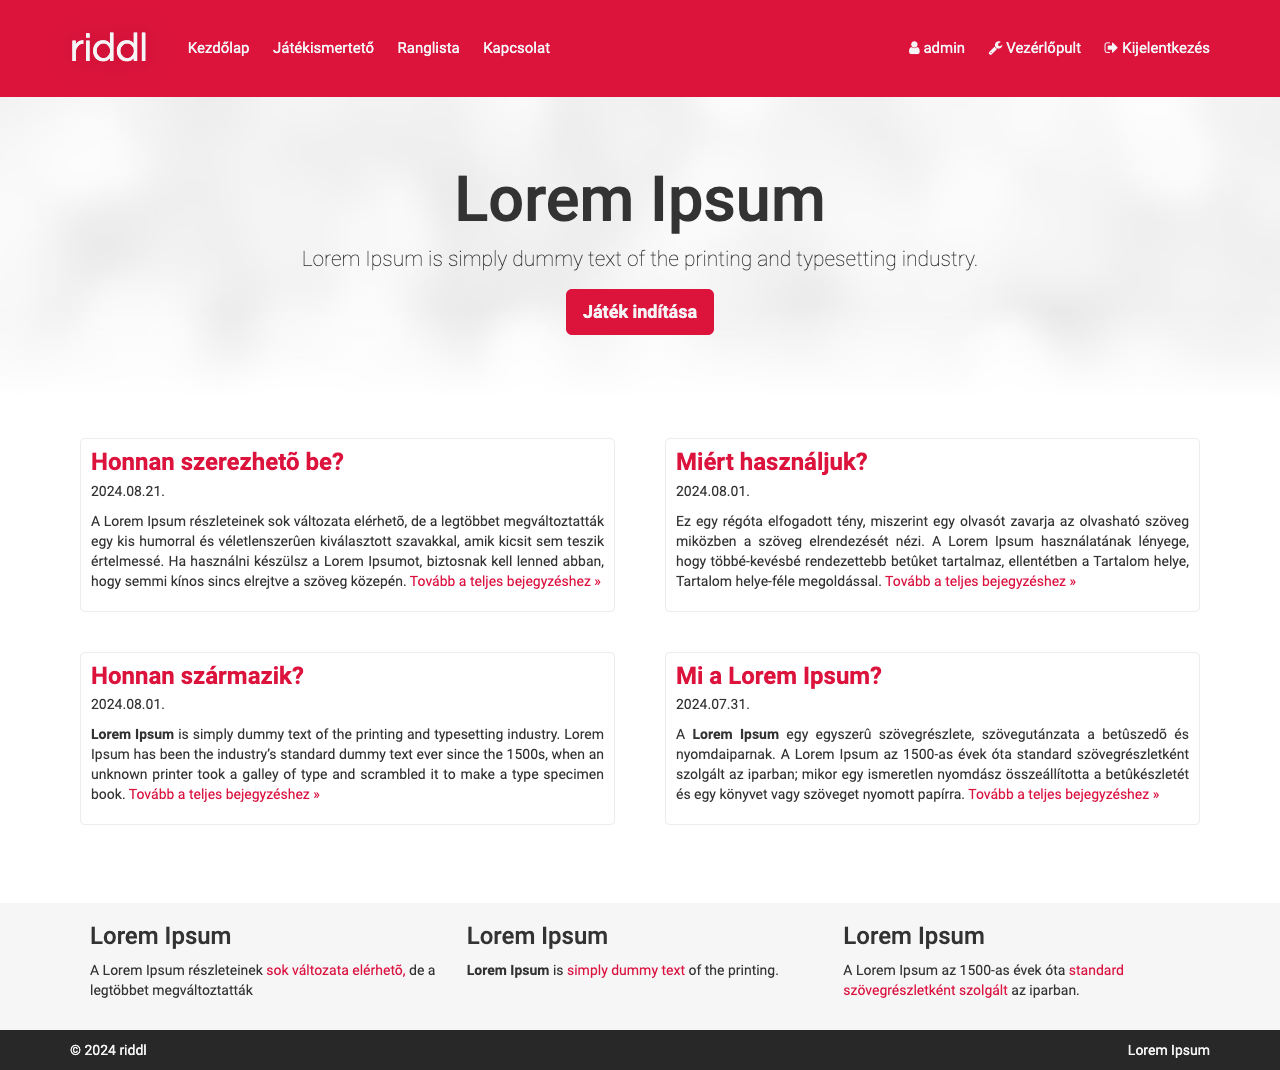 riddl
Kezdőlap Játékismertető Ranglista Kapcsolat
admin Vezérlőpult Kijelentkezés
Lorem Ipsum
Lorem Ipsum is simply dummy text of the printing and typesetting industry.
Játék indítása
Honnan szerezhetõ be?
2024.08.21.
A Lorem Ipsum részleteinek sok változata elérhetõ, de a legtöbbet megváltoztatták
egy kis humorral és véletlenszerûen kiválasztott szavakkal, amik kicsit sem teszik
értelmessé. Ha használni készülsz a Lorem Ipsumot, biztosnak kell lenned abban,
hogy semmi kínos sincs elrejtve a szöveg közepén. Tovább a teljes bejegyzéshez »
Miért használjuk?
2024.08.01.
Ez egy régóta elfogadott tény, miszerint egy olvasót zavarja az olvasható szöveg
miközben a szöveg elrendezését nézi. A Lorem Ipsum használatának lényege,
hogy többé-kevésbé rendezettebb betûket tartalmaz, ellentétben a Tartalom helye,
Tartalom helye-féle megoldással. Tovább a teljes bejegyzéshez »
Honnan származik?
2024.08.01.
Lorem Ipsum is simply dummy text of the printing and typesetting industry. Lorem
Ipsum has been the industry's standard dummy text ever since the 1500s, when an
unknown printer took a galley of type and scrambled it to make a type specimen
book. Tovább a teljes bejegyzéshez »
Mi a Lorem Ipsum?
2024.07.31.
A Lorem Ipsum egy egyszerû szövegrészlete, szövegutánzata a betûszedõ és
nyomdaiparnak. A Lorem Ipsum az 1500-as évek óta standard szövegrészletként
szolgált az iparban; mikor egy ismeretlen nyomdász összeállította a betûkészletét
és egy könyvet vagy szöveget nyomott papírra. Tovább a teljes bejegyzéshez »
Lorem Ipsum
A Lorem Ipsum részleteinek sok változata elérhetõ, de a
legtöbbet megváltoztatták
Lorem Ipsum
Lorem Ipsum is simply dummy text of the printing.
Lorem Ipsum
A Lorem Ipsum az 1500-as évek óta standard
szövegrészletként szolgált az iparban.
© 2024 riddl
Lorem Ipsum